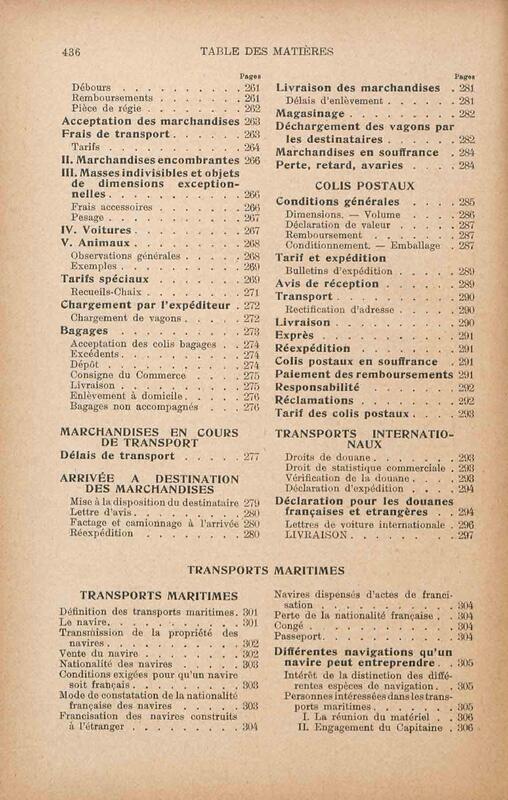 436
TABLE DES MATIÈRES
Pages
Débours . . . . . . . . . 261
Remboursements . . . . . . . 261
Pièce de régie . . . . . . . 262
Acceptation des marchandises 263
Frais de transport . . . . . . 263
Tarifs . . . . . . . . . . 264
II. Marchandises encombrantes 266
III. Masses indivisibles et objets
de dimensions exception-
nelles . . . . . . . . . . 266
Frais accessoires . . . . . . 266
Pesage . . . . . . . . . . 267
IV. Voitures . . . . . . . . . 267
V. Animaux . . . . . . . . . 268
Observations générales . . . . . 268
Exemples . . . . . . . . . 269
Tarifs spéciaux . . . . . . . 269
Recueils-Chaix . . . . . . . 271
Chargement par l'expéditeur . 272
Chargement de vagons . . . . . 272
Bagages . . . . . . . . . . 273
Acceptation des colis bagages . . 274
Excédents . . . . . . . . . 274
Dépôt . . . . . . . . . . 274
Consigne du Commerce . . . . 275
Livraison . . . . . . . . . 275
Enlèvement à domicile . . . . . 276
Bagages non accompagnés . . . 276
MARCHANDISES EN COURS
DE TRANSPORT
Délais de transport . . . . . 277
ARRIVÉE A DESTINATION
DES MARCHANDISES
Mise à la disposition du destinataire 279
Lettre d'avis . . . . . . . . 280
Factage et camionnage à l'arrivée 280
Réexpédition . . . . . . . . 280
Pages
Livraison des marchandises . 281
Délais d'enlèvement . . . . . . 281
Magasinage . . . . . . . . 282
Déchargement des vagons par
les destinataires . . . . . . 282
Marchandises en souffrance . 284
Perte, retard, avaries . . . . 284
COLIS POSTAUX
Conditions générales . . . . . 285
Dimensions. — Volume . . . . . 286
Déclaration de valeur . . . . . 287
Remboursement . . . . . . . 287
Conditionnement. — Emballage . 287
Tarif et expédition
Bulletins d'expédition . . . . . 289
Avis de réception . . . . . . 289
Transport . . . . . . . . . 290
Rectification d'adresse . . . . . 290
Livraison . . . . . . . . . 290
Exprès . . . . . . . . . . 291
Réexpédition . . . . . . . . 291
Colis postaux en souffrance . 291
Paiement des remboursements 291
Responsabilité . . . . . . . 292
Réclamations . . . . . . . . 292
Tarif des colis postaux . . . . 293
TRANSPORTS INTERNATIO-
NAUX
Droits de douane . . . . . . . 293
Droit de statistique commerciale . 293
Vérification de la douane . . . . 293
Déclaration d'expédition . . . . 294
Déclaration pour les douanes
françaises et etrangères . . 294
Lettres de voiture internationale . 296
LIVRAISON . . . . . . . . . 297
TRANSPORTS MARITIMES
TRANSPORTS MARITIMES
Définition des transports maritimes . 301
Le navire . . . . . . . . . . 301
Transmission de la propriété des
navires . . . . . . . . . . 302
Vente du navire . . . . . . . 302
Nationalité des navires . . . . . 303
Conditions exigées pour qu'un navire
soit français . . . . . . . . 303
Mode de constatation de la nationalité
française des navires . . . . . 303
Francisation des navires construits
à l'étranger . . . . . . . . 304
Navires dispensés d'actes de franci-
sation . . . . . . . . . . 304
Perte de la nationalité française . . 304
Congé . . . . . . . . . . . 304
Passeport . . . . . . . . . . 304
Différentes navigations qu'un
navire peut entreprendre . . 305
Intérêt de la distinction des diffé-
rentes espèces de navigation . . 305
Personnes intéressées dans les trans-
ports maritimes . . . . . . . 305
I. La réunion du matériel . . 306
II. Engagement du Capitaine . 306